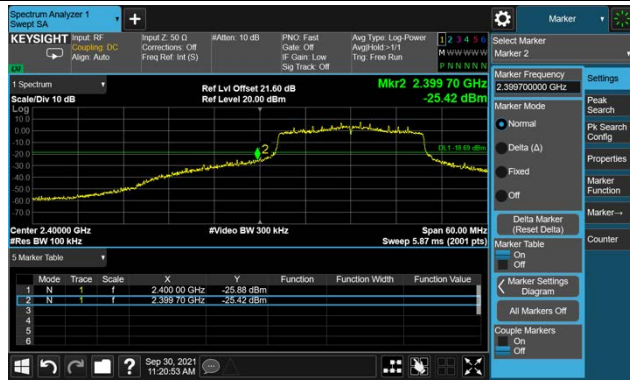 Spectrum Analyzer 1
Swept SA
+
Marker
KEYSIGHT
Input: RF
Coupling: DC
Align: Auto
Input Z: 50 Ω
Corrections: Off
Freq Ref: Int (S)
#Atten: 10 dB
PNO: Fast
Gate: Off
IF Gain: Low
Sig Track: Off
Avg Type: Log-Power
Avg|Hold:>1/1
Trig: Free Run
1 2 3 4 5 6
M W W W W W
P N N N N N
LXI
Select Marker
Marker 2
1 Spectrum
Scale/Div 10 dB
Ref Lvl Offset 21.60 dB
Ref Level 20.00 dBm
Mkr2 2.399 70 GHz
-25.42 dBm
Log
10.0
0.00
-10.0
-20.0
-30.0
-40.0
-50.0
-60.0
-70.0
2
DL1 -18.69 dBm
Center 2.40000 GHz
#Res BW 100 kHz
#Video BW 300 kHz
Span 60.00 MHz
Sweep 5.87 ms (2001 pts)
5 Marker Table
Mode Trace Scale X Y Function Function Width Function Value
1 N 1 f 2.400 00 GHz -25.88 dBm
2 N 1 f 2.399 70 GHz -25.42 dBm
3
4
5
6
Marker Frequency
2.399700000 GHz
Marker Mode
Normal
Delta (Δ)
Fixed
Off
Delta Marker
(Reset Delta)
Marker Table
On
Off
Marker Settings
Diagram
All Markers Off
Couple Markers
On
Off
Settings
Peak
Search
Pk Search
Config
Properties
Marker
Function
Marker→
Counter
?
Sep 30, 2021
11:20:53 AM